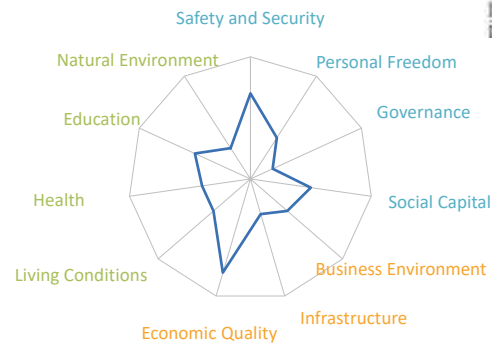 Safety and Security
Personal Freedom
Governance
Social Capital
Business Environment
Infrastructure
Economic Quality
Living Conditions
Health
Education
Natural Environment